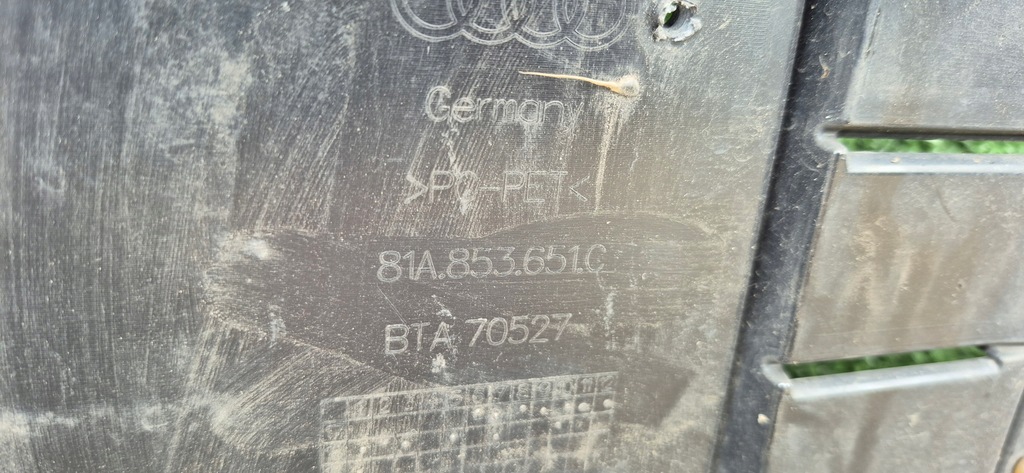 Germany
>PC-PET<
81A.853.651.C
BTA 70527